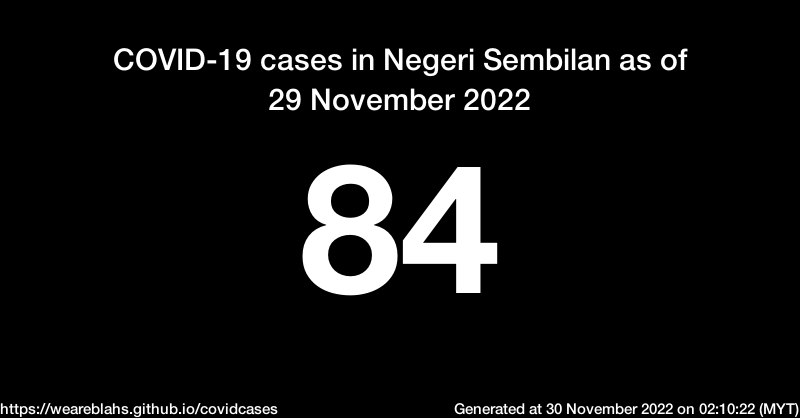 COVID-19 cases in Negeri Sembilan as of
29 November 2022
84
https://weareblahs.github.io/covidcases
Generated at 30 November 2022 on 02:10:22 (MYT)